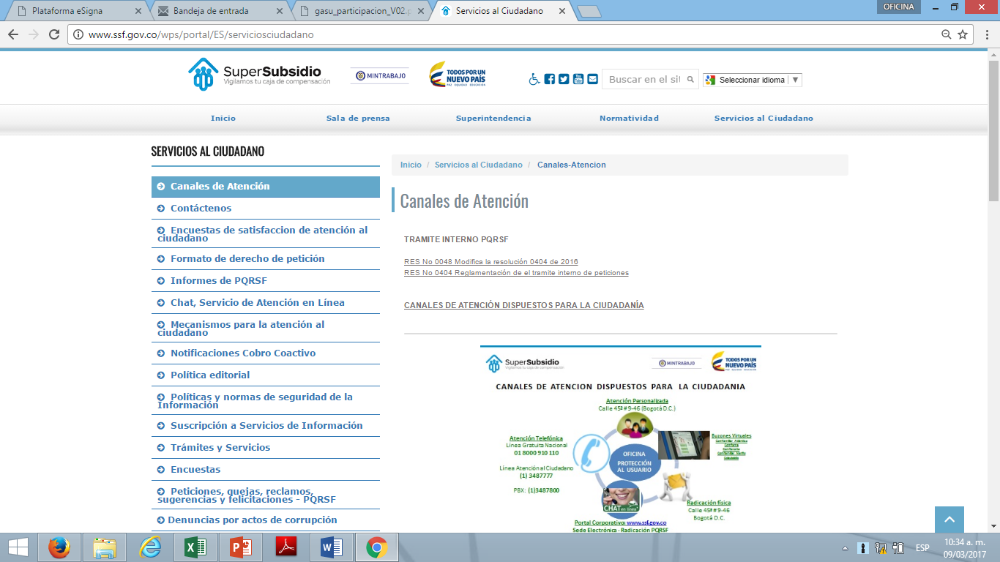 Plataforma eSigna
Bandeja de entrada
gasu_participacion_V02.p
Servicios al Ciudadano
OFICINA
www.ssf.gov.co/wps/portal/ES/serviciosciudadano
SuperSubsidio
Vigilamos tu caja de compensación
MINTRABAJO
TODOS POR UN
NUEVO PAÍS
PAZ EQUIDAD EDUCACIÓN
Buscar en el sit
Seleccionar idioma
Inicio
Sala de prensa
Superintendencia
Normatividad
Servicios al Ciudadano
SERVICIOS AL CIUDADANO
Canales de Atención
Contáctenos
Encuestas de satisfaccion de atención al
ciudadano
Formato de derecho de petición
Informes de PQRSF
Chat, Servicio de Atención en Línea
Mecanismos para la atención al
ciudadano
Notificaciones Cobro Coactivo
Política editorial
Políticas y normas de seguridad de la
Información
Suscripción a Servicios de Información
Trámites y Servicios
Encuestas
Peticiones, quejas, reclamos,
sugerencias y felicitaciones - PQRSF
Denuncias por actos de corrupción
Inicio / Servicios al Ciudadano / Canales-Atencion
Canales de Atención
TRAMITE INTERNO PQRSF
RES No 0048 Modifica la resolución 0404 de 2016
RES No 0404 Reglamentación de el tramite interno de peticiones
CANALES DE ATENCIÓN DISPUESTOS PARA LA CIUDADANÍA
SuperSubsidio
Vigilamos tu caja de compensación
MINTRABAJO
TODOS POR UN
NUEVO PAÍS
PAZ EQUIDAD EDUCACIÓN
CANALES DE ATENCION DISPUESTOS PARA LA CIUDADANIA
Atención Personalizada
Calle 45ª # 9-46 (Bogotá D.C.)
Atención Telefónica
Línea Gratuita Nacional
01 8000 910 110
Línea Atención al Ciudadano
(1) 3487777
PBX: (1)3487800
OFICINA
PROTECCIÓN
AL USUARIO
Buzones Virtuales
CHAT en línea
Radicación física
Calle 45ª # 9-46
Bogotá D.C.
Portal Corporativo: www.ssf.gov.co
Sede Electrónica - Radicación PQRSF
ESP
10:34 a. m.
09/03/2017